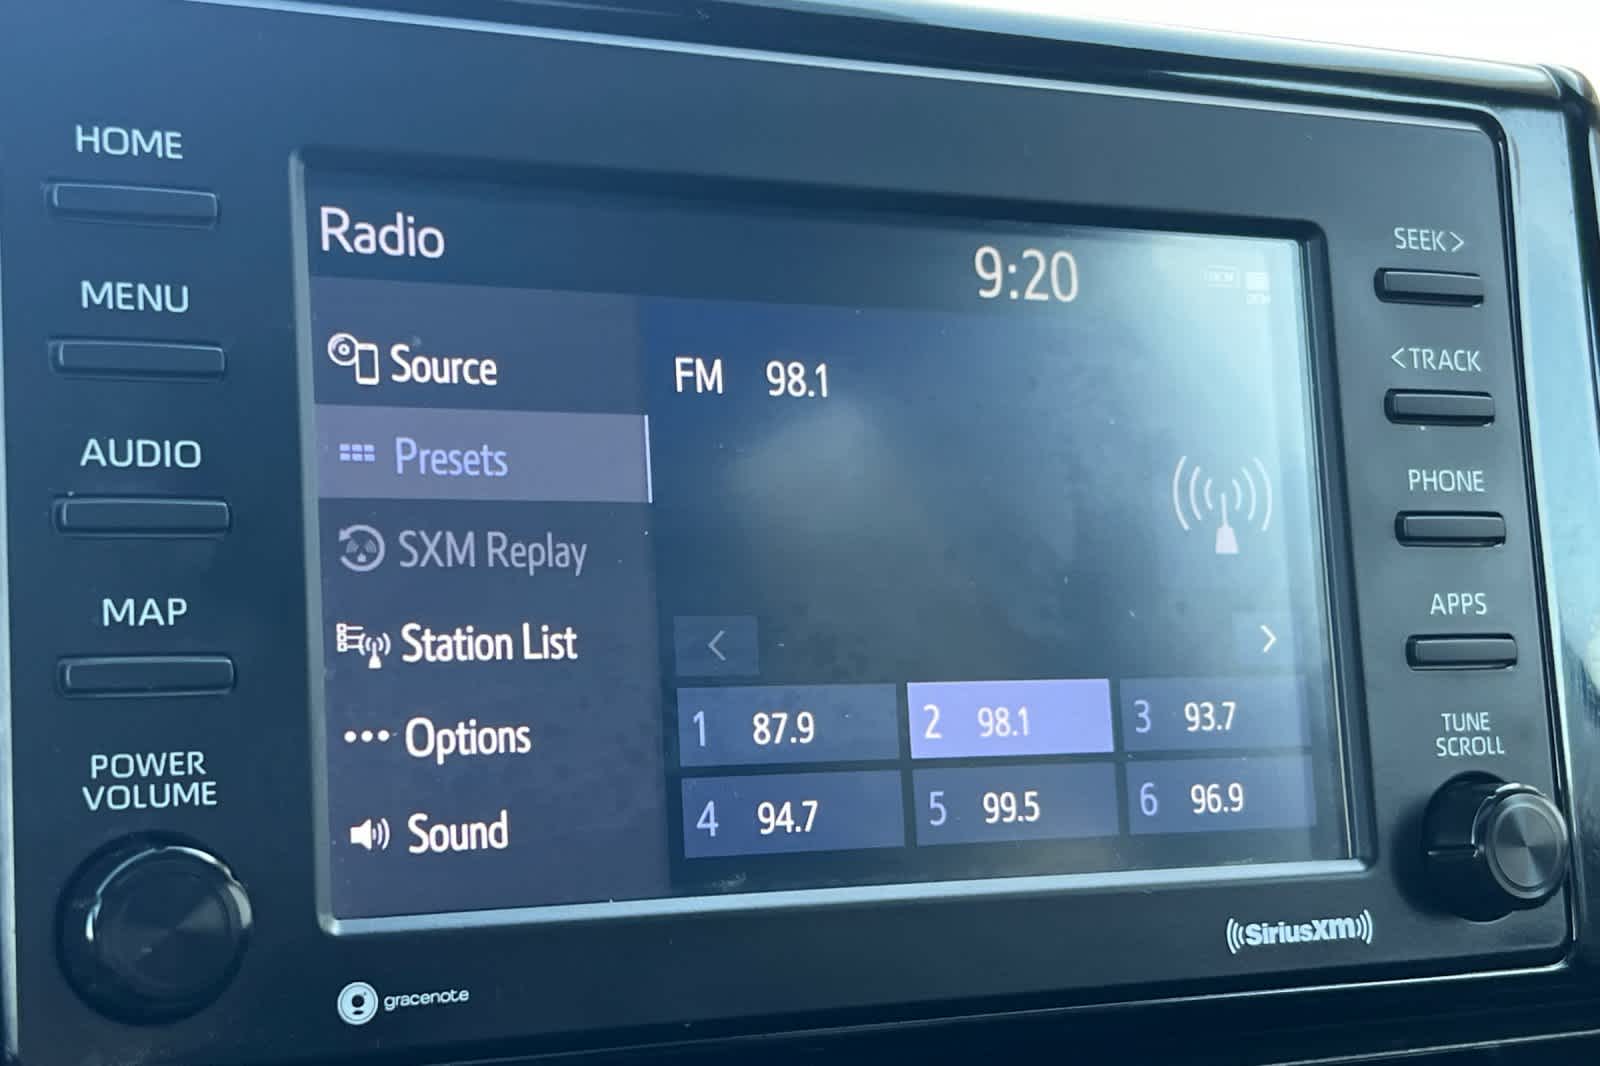 HOME
MENU
AUDIO
MAP
POWER
VOLUME
Radio
9:20
Source
Presets
SXM Replay
Station List
Options
Sound
FM 98.1
<
>
1 87.9
2 98.1
3 93.7
4 94.7
5 99.5
6 96.9
SEEK >
< TRACK
PHONE
APPS
TUNE
SCROLL
gracenote
SiriusXM